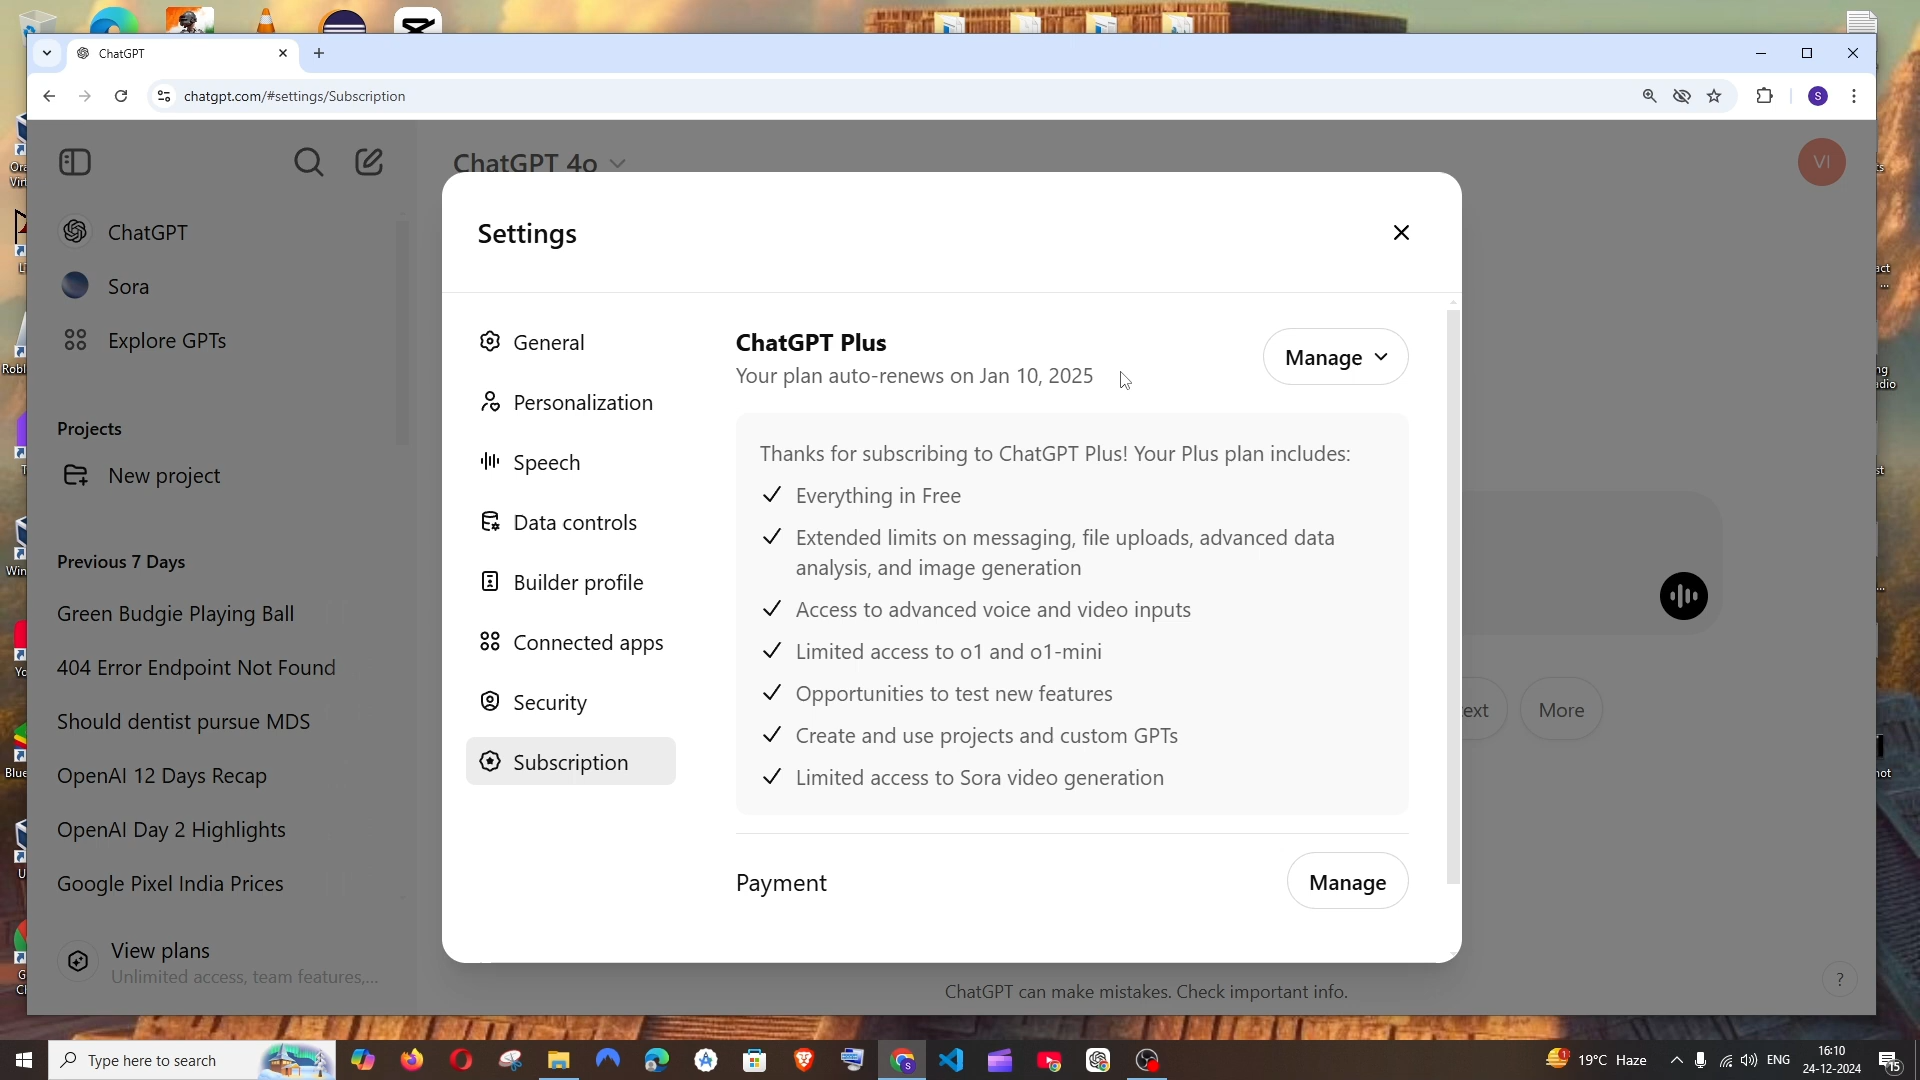 ChatGPT
chatgpt.com/#settings/Subscription
S
ChatGPT 4o
VI
ChatGPT
Sora
Explore GPTs
Projects
New project
Previous 7 Days
Green Budgie Playing Ball
404 Error Endpoint Not Found
Should dentist pursue MDS
OpenAI 12 Days Recap
OpenAI Day 2 Highlights
Google Pixel India Prices
View plans
Unlimited access, team features,...
Settings
General
Personalization
Speech
Data controls
Builder profile
Connected apps
Security
Subscription
ChatGPT Plus
Your plan auto-renews on Jan 10, 2025
Manage
Thanks for subscribing to ChatGPT Plus! Your Plus plan includes:
Everything in Free
Extended limits on messaging, file uploads, advanced data
analysis, and image generation
Access to advanced voice and video inputs
Limited access to o1 and o1-mini
Opportunities to test new features
Create and use projects and custom GPTs
Limited access to Sora video generation
Payment
Manage
More
?
ChatGPT can make mistakes. Check important info.
Type here to search
1
19°C Haze
ENG
16:10
24-12-2024
15